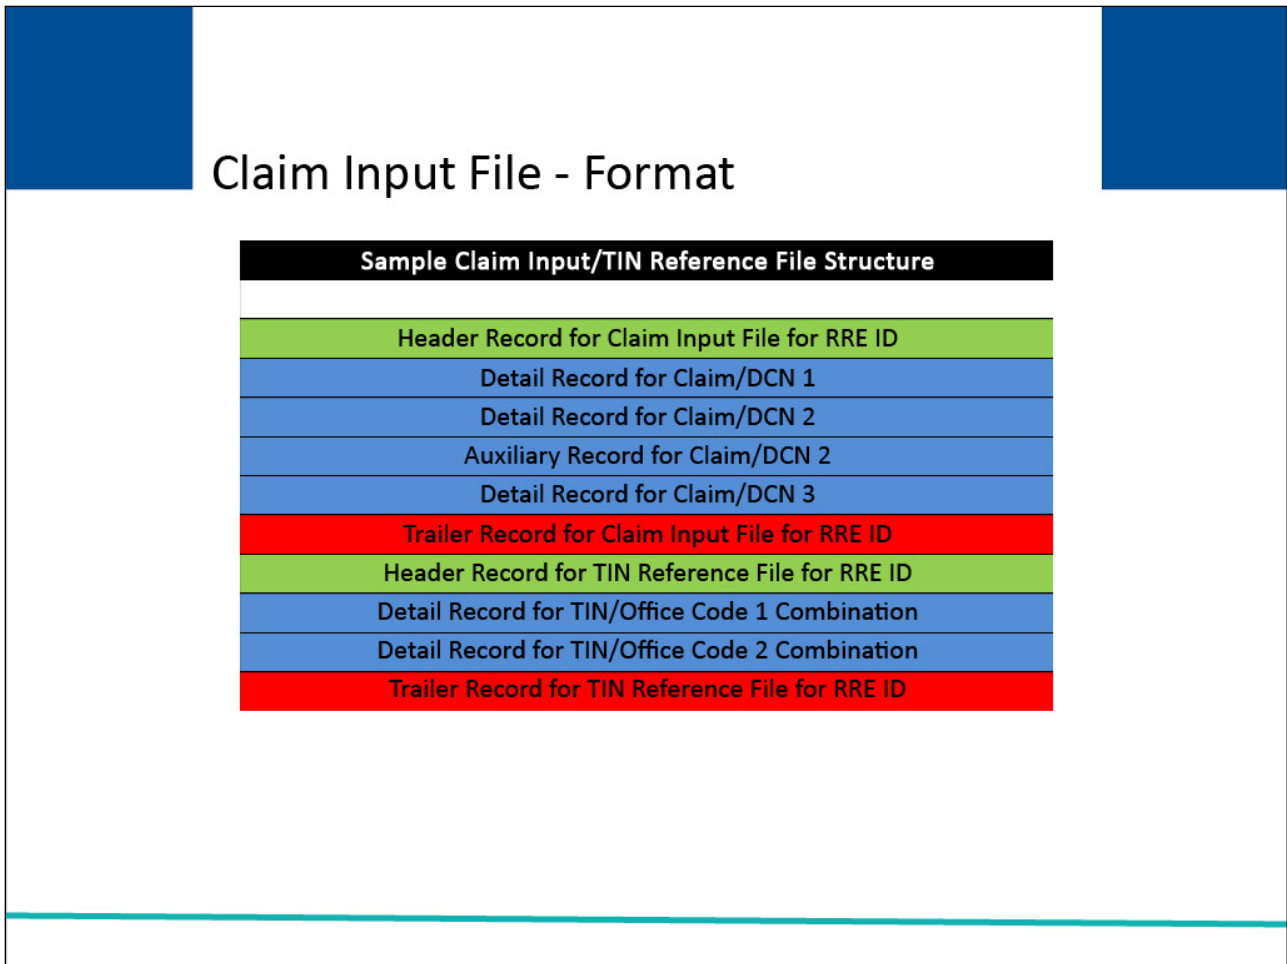 Claim Input File - Format
Sample Claim Input/TIN Reference File Structure
Header Record for Claim Input File for RRE ID
Detail Record for Claim/DCN 1
Detail Record for Claim/DCN 2
Auxiliary Record for Claim/DCN 2
Detail Record for Claim/DCN 3
Trailer Record for Claim Input File for RRE ID
Header Record for TIN Reference File for RRE ID
Detail Record for TIN/Office Code 1 Combination
Detail Record for TIN/Office Code 2 Combination
Trailer Record for TIN Reference File for RRE ID